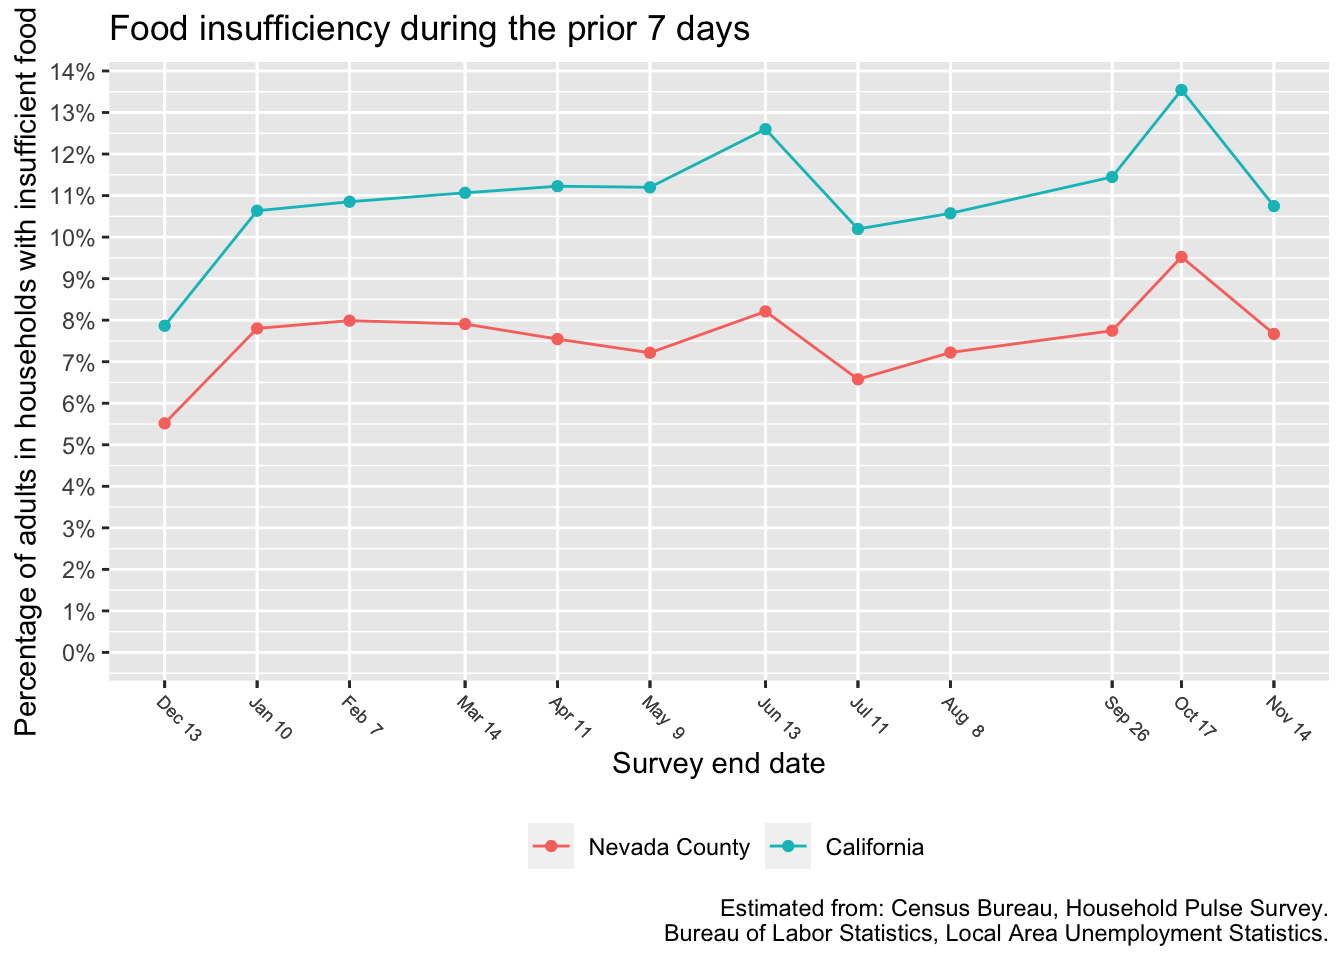 Food insufficiency during the prior 7 days
Percentage of adults in households with insufficient food
14%
13%
12%
11%
10%
9%
8%
7%
6%
5%
4%
3%
2%
1%
0%
Dec 13
Jan 10
Feb 7
Mar 14
Apr 11
May 9
Jun 13
Jul 11
Aug 8
Sep 26
Oct 17
Nov 14
Survey end date
Nevada County
California
Estimated from: Census Bureau, Household Pulse Survey.
Bureau of Labor Statistics, Local Area Unemployment Statistics.